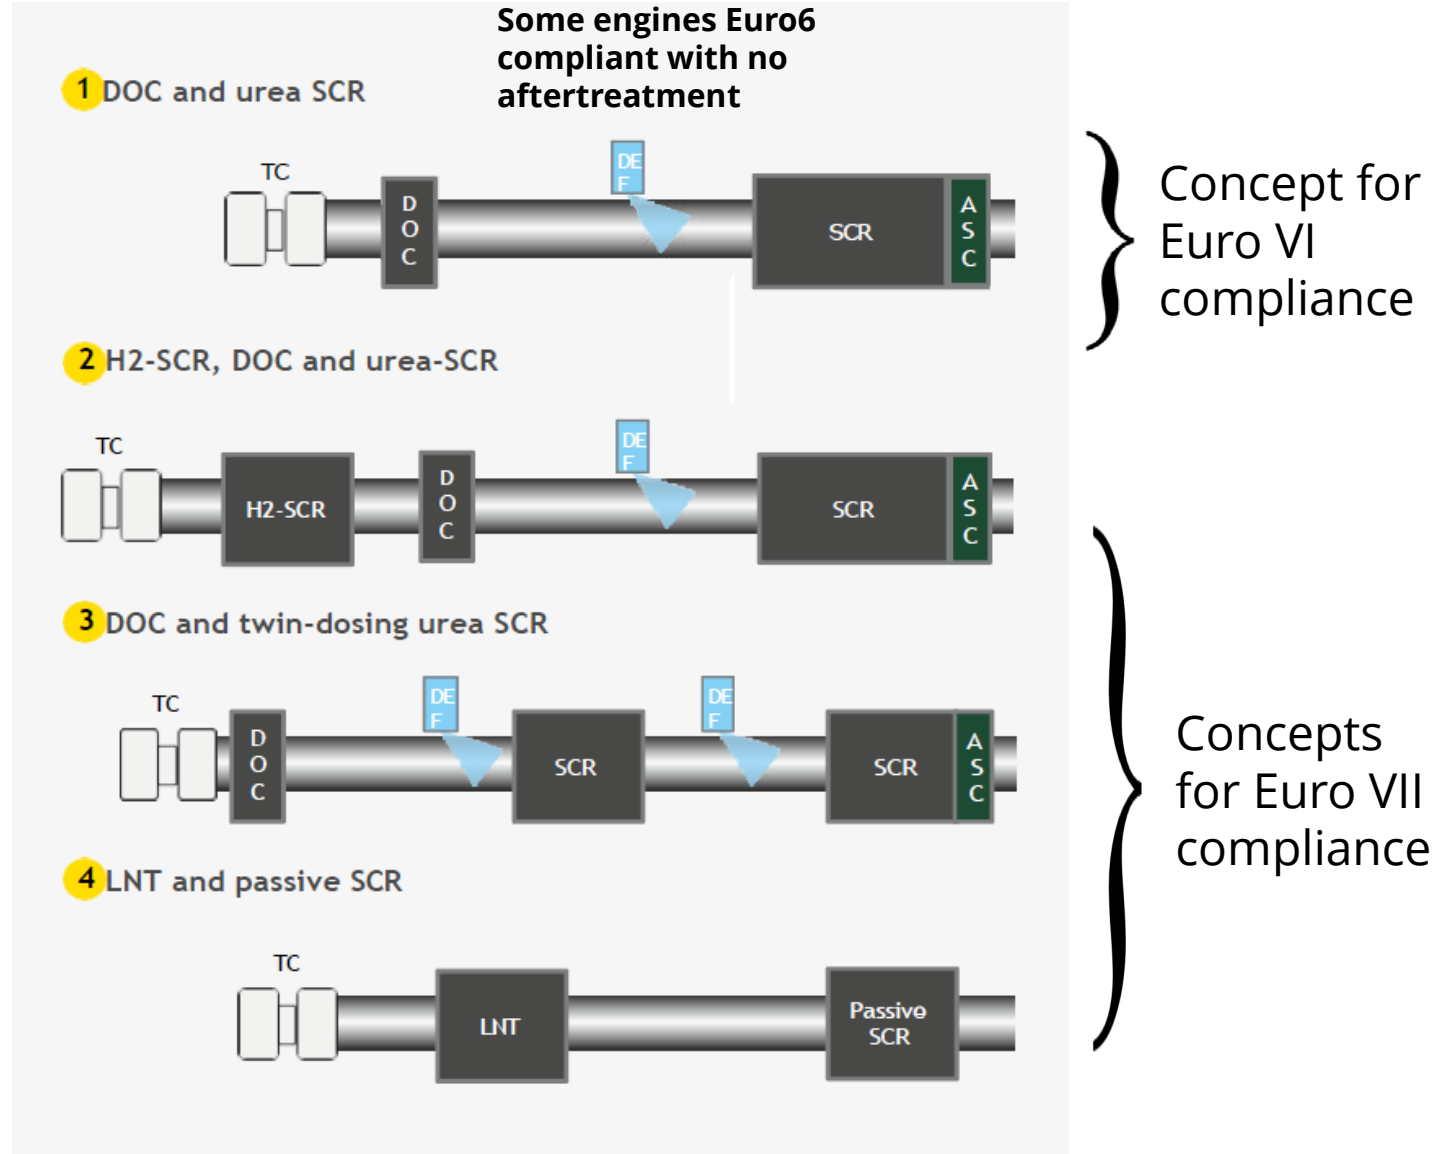 Some engines Euro6
compliant with no
aftertreatment
1 DOC and urea SCR
TC
D
O
C
DE
F
SCR
A
S
C
Concept for
Euro VI
compliance
2 H2-SCR, DOC and urea-SCR
TC
H2-SCR
D
O
C
DE
F
SCR
A
S
C
3 DOC and twin-dosing urea SCR
TC
D
O
C
DE
F
SCR
DE
F
SCR
A
S
C
Concepts
for Euro VII
compliance
4 LNT and passive SCR
TC
LNT
Passive
SCR